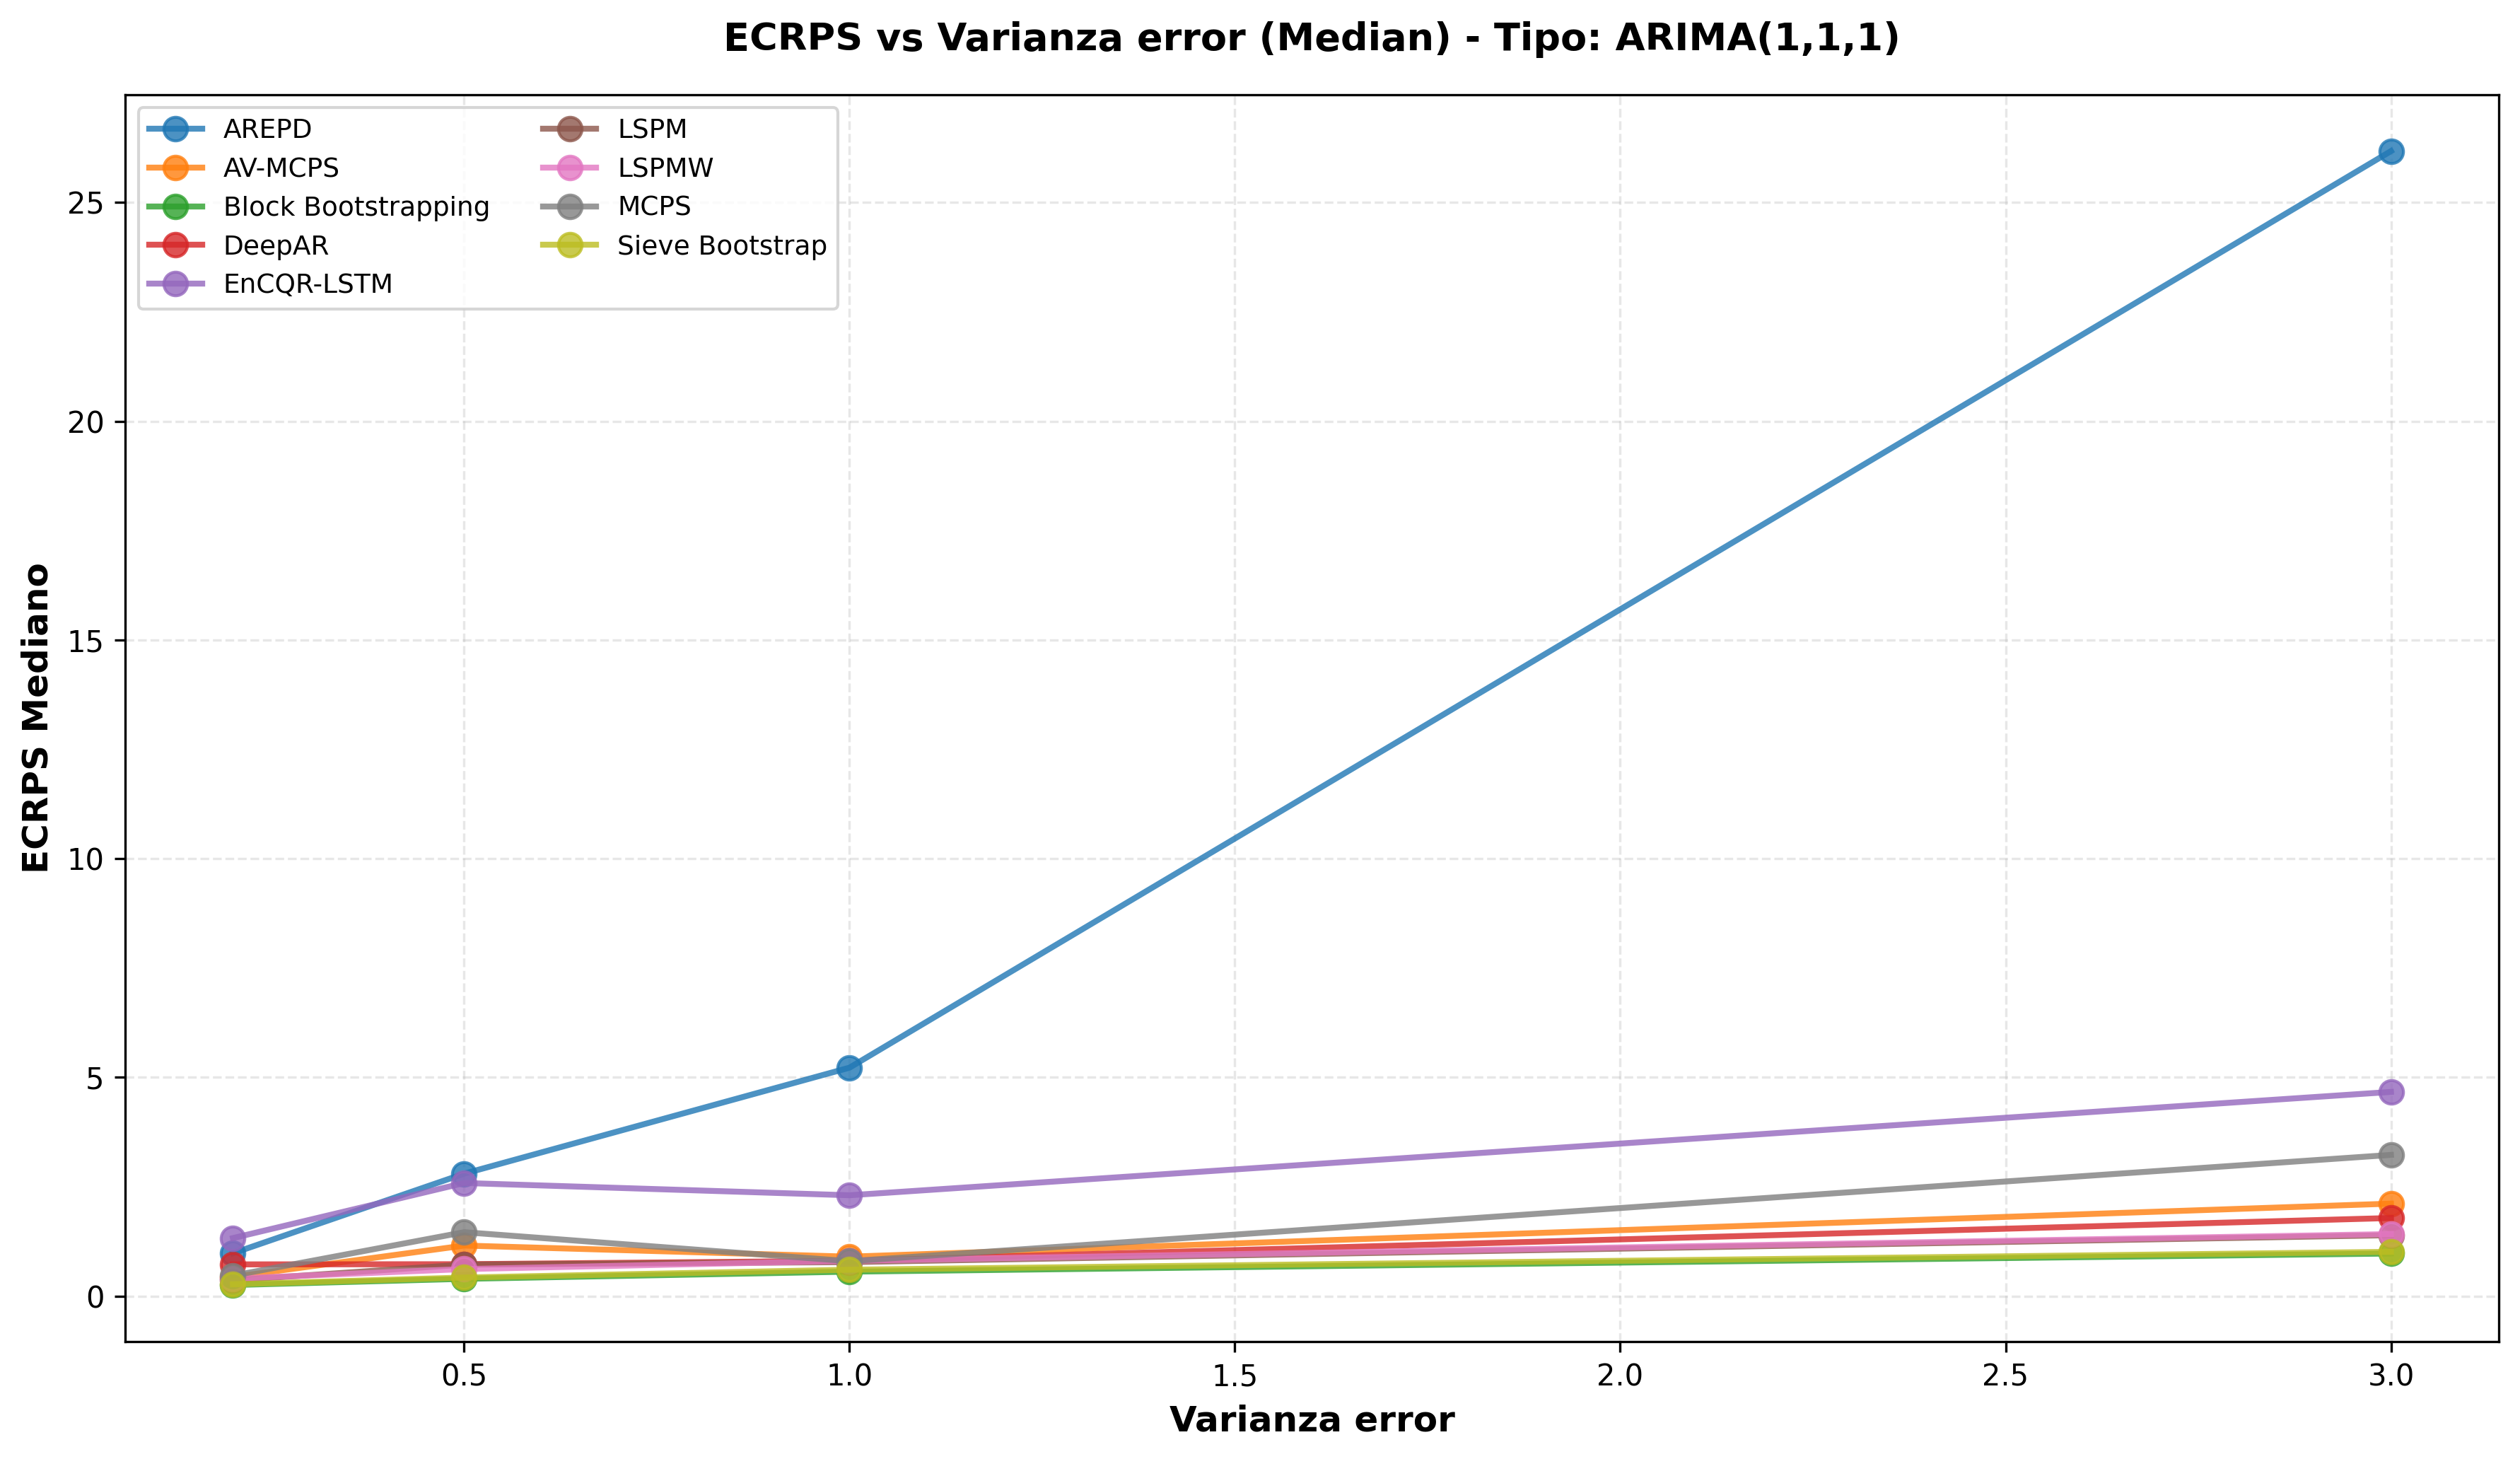 ECRPS vs Varianza error (Median) - Tipo: ARIMA(1,1,1)
AREPD
AV-MCPS
Block Bootstrapping
DeepAR
EnCQR-LSTM
LSPM
LSPMW
MCPS
Sieve Bootstrap
ECRPS Mediano
25
20
15
10
5
0
0.5 1.0 1.5 2.0 2.5 3.0
Varianza error